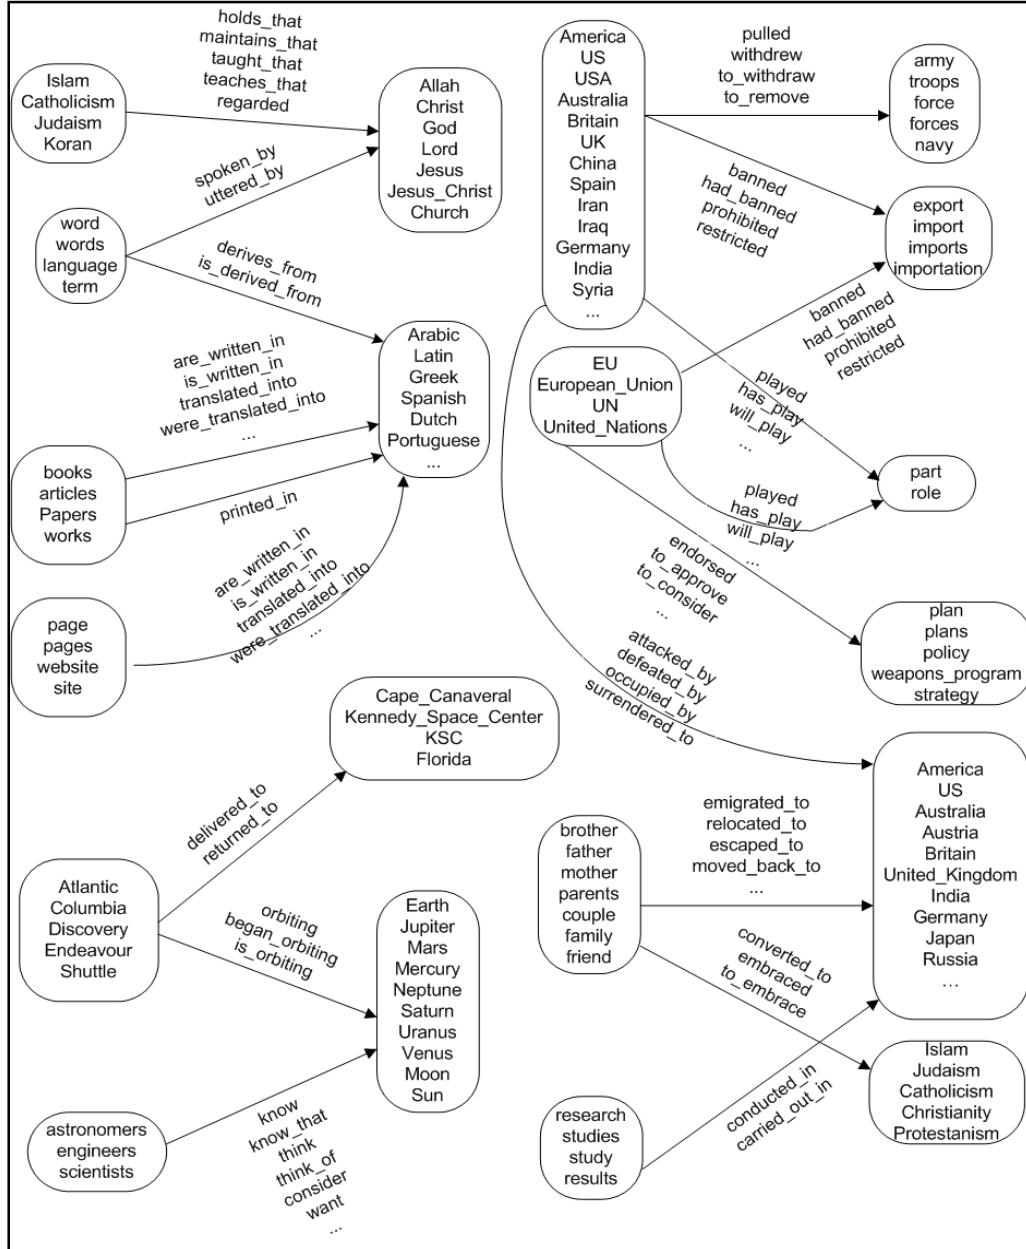 holds_that
maintains_that
taught_that
teaches_that
regarded
Islam
Catholicism
Judaism
Koran
Allah
Christ
God
Lord
Jesus
Jesus_Christ
Church
spoken_by
uttered_by
word
words
language
term
derives_from
is_derived_from
are_written_in
is_written_in
translated_into
were_translated_into
...
Arabic
Latin
Greek
Spanish
Dutch
Portuguese
...
books
articles
Papers
works
printed_in
are_written_in
is_written_in
translated_into
were_translated_into
...
page
pages
website
site
Cape_Canaveral
Kennedy_Space_Center
KSC
Florida
delivered_to
returned_to
Atlantic
Columbia
Discovery
Endeavour
Shuttle
orbiting
began_orbiting
is_orbiting
Earth
Jupiter
Mars
Mercury
Neptune
Saturn
Uranus
Venus
Moon
Sun
astronomers
engineers
scientists
know
know_that
think
think_of
consider
want
...
America
US
USA
Australia
Britain
UK
China
Spain
Iran
Iraq
Germany
India
Syria
...
pulled
withdrew
to_withdraw
to_remove
army
troops
force
forces
navy
banned
had_banned
prohibited
restricted
export
import
imports
importation
banned
had_banned
prohibited
restricted
EU
European_Union
UN
United_Nations
played
has_play
will_play
...
part
role
played
has_play
will_play
...
endorsed
to_approve
to_consider
...
plan
plans
policy
weapons_program
strategy
attacked_by
defeated_by
occupied_by
surrendered_to
America
US
Australia
Austria
Britain
United_Kingdom
India
Germany
Japan
Russia
...
emigrated_to
relocated_to
escaped_to
moved_back_to
...
brother
father
mother
parents
couple
family
friend
converted_to
embraced
to_embrace
Islam
Judaism
Catholicism
Christianity
Protestanism
conducted_in
carried_out_in
research
studies
study
results